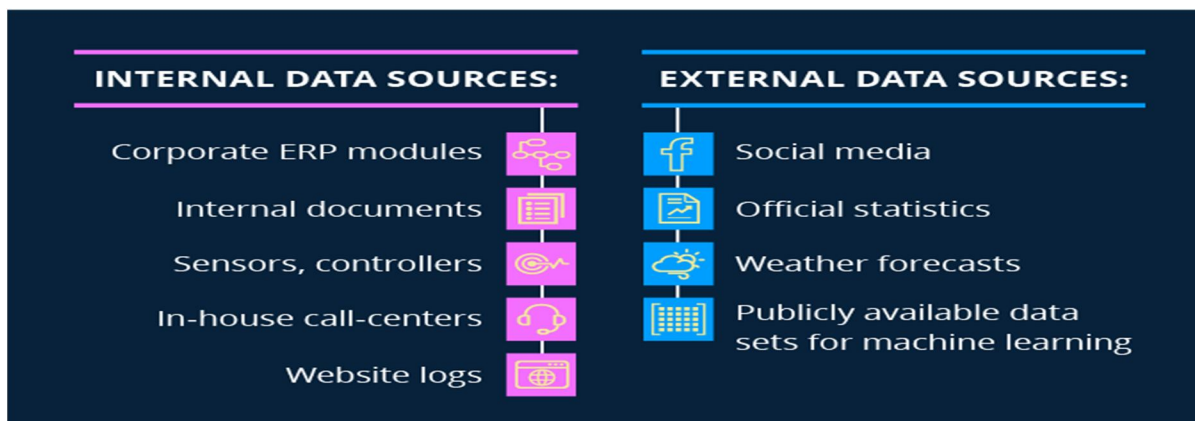 INTERNAL DATA SOURCES:
Corporate ERP modules
Internal documents
Sensors, controllers
In-house call-centers
Website logs
EXTERNAL DATA SOURCES:
Social media
Official statistics
Weather forecasts
Publicly available data
sets for machine learning